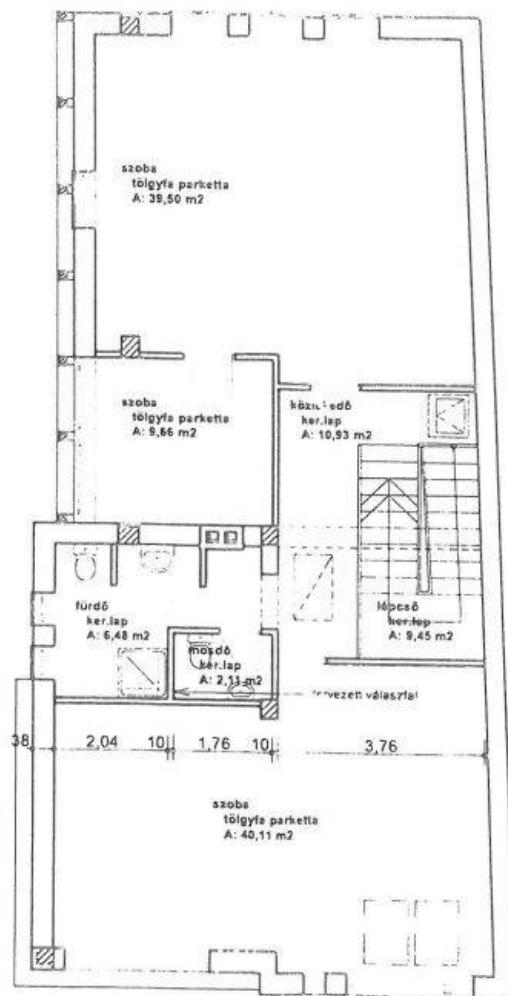 szoba
tölgyfa parketta
A: 39,50 m2
szoba
tölgyfa parketta
A: 9,66 m2
ker.lap
A: 10,93 m2
lépcső
ker.lap
A: 9,45 m2
fürdő
ker.lap
A: 6,48 m2
mosdó
ker.lap
A: 2,11 m2
tervezett válaszfal
38 2,04 10 1,76 10 3,76
szoba
tölgyfa parketta
A: 40,11 m2